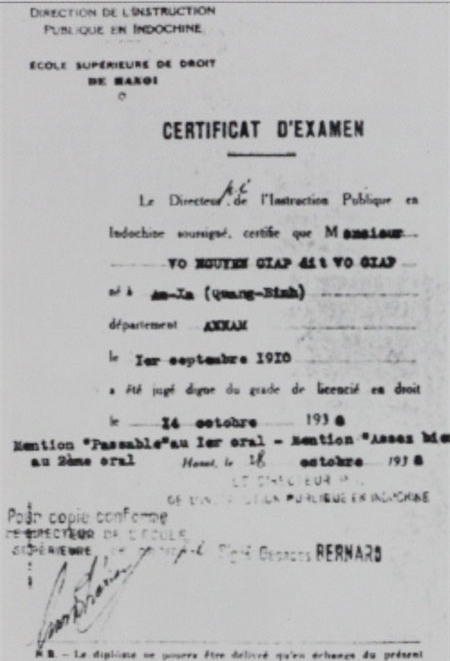 DIRECTION DE L'INSTRUCTION
PUBLIQUE EN INDOCHINE
ÉCOLE SUPÉRIEURE DE DROIT
DE HANOI
CERTIFICAT D'EXAMEN
Le Directeur p.i de l'Instruction Publique en
Indochine soussigné, certifie que Monsieur
VO NGUYEN GIAP dit VO GIAP
né à An-Xa (Quang-Binh)
département ANNAM
le 1er septembre 1910
a été jugé digne du grade de licencié en droit
le 14 octobre 1938
Mention "Passable" au 1er oral - Mention "Assez bie
au 2ème oral Hanoi, le 18 octobre 1938
LE DIRECTEUR P.I.
DE L'INSTRUCTION PUBLIQUE EN INDOCHINE
Pour copie conforme
LE DIRECTEUR DE L'ECOLE
SUPÉRIEURE DE DROIT p.i Signé Georges BERNARD
N.B. — Le diplôme ne pourra être délivré qu'en échange du présent